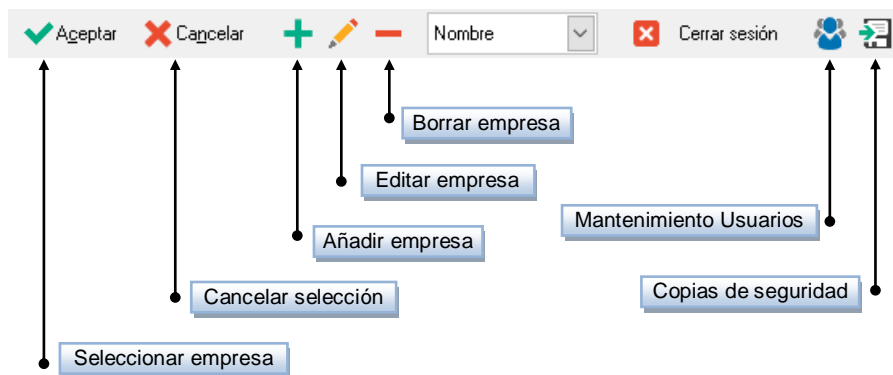 Aceptar Cancelar Nombre Cerrar sesión
Borrar empresa
Editar empresa
Mantenimiento Usuarios
Añadir empresa
Copias de seguridad
Cancelar selección
Seleccionar empresa